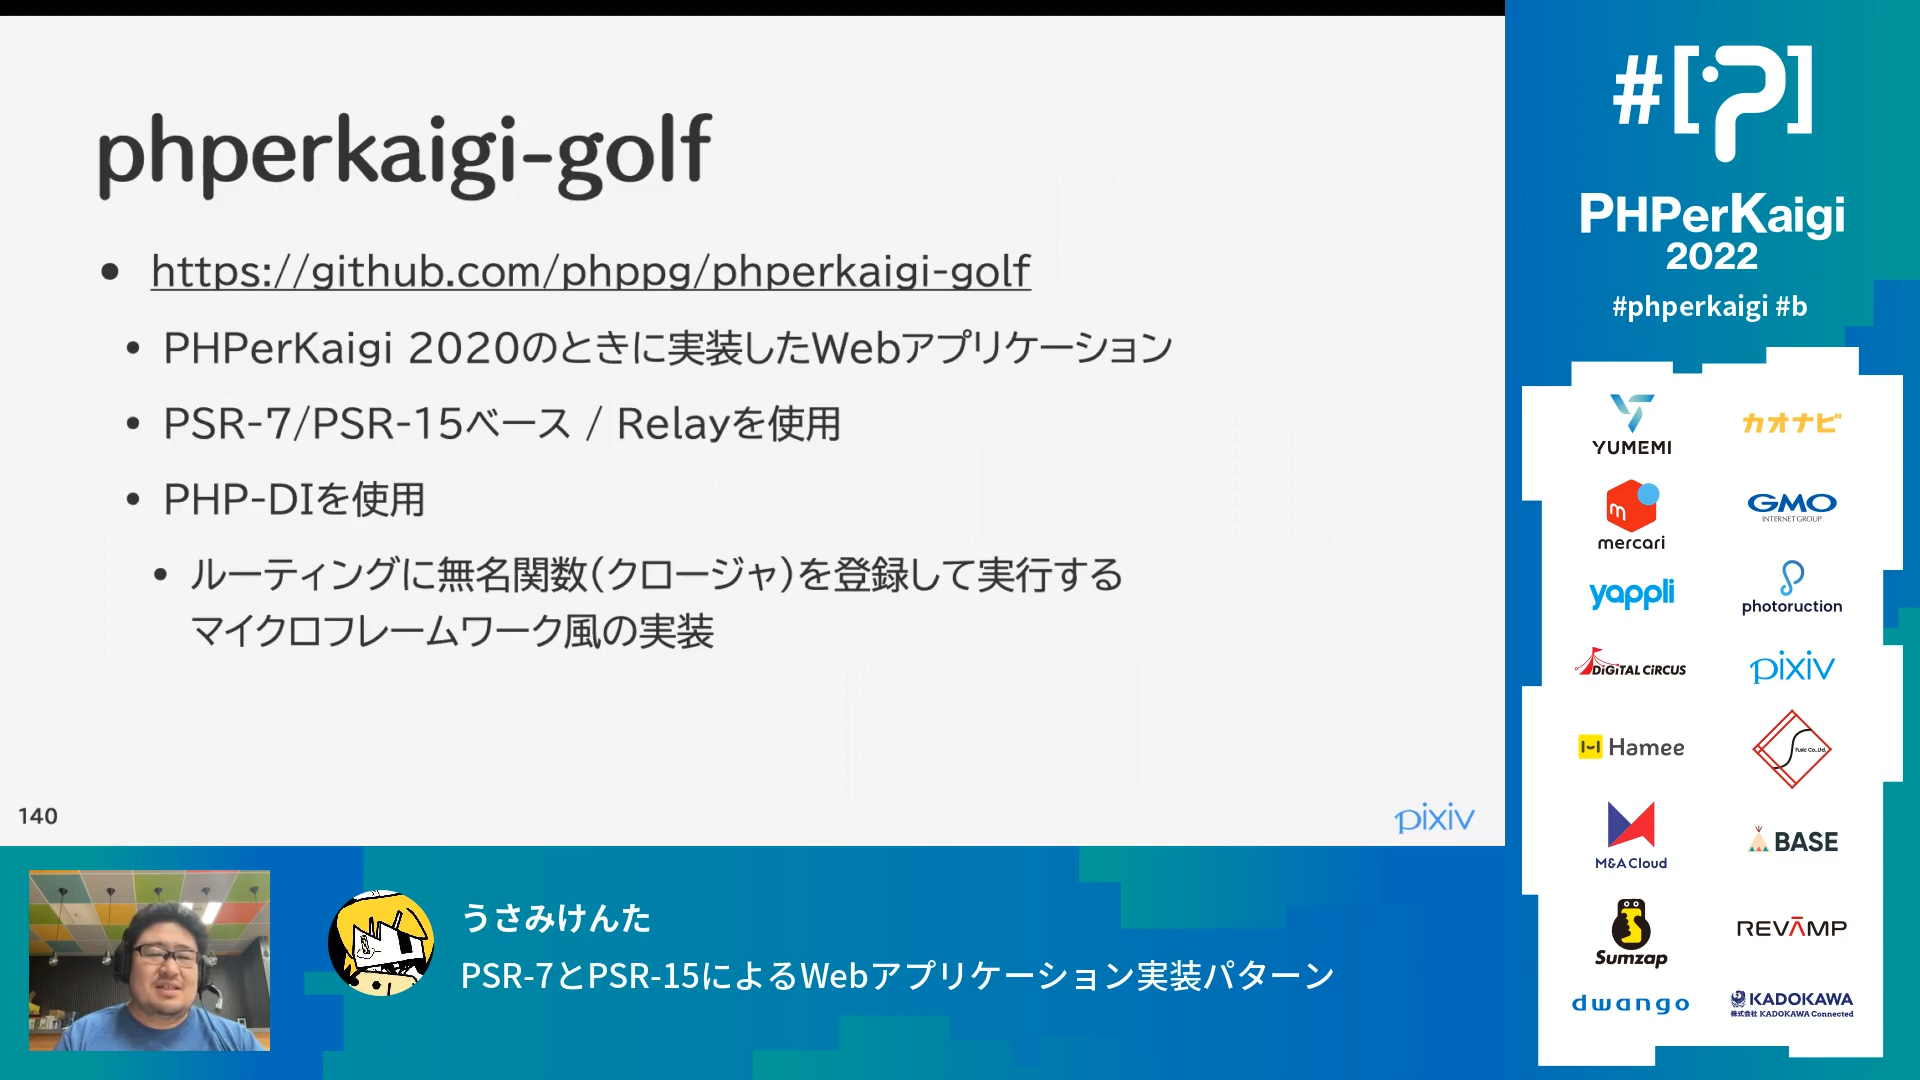 phperkaigi-golf
• https://github.com/phppg/phperkaigi-golf
• PHPerKaigi 2020のときに実装したWebアプリケーション
• PSR-7/PSR-15ベース / Relayを使用
• PHP-DIを使用
• ルーティングに無名関数(クロージャ)を登録して実行する
マイクロフレームワーク風の実装
140
pixiv
うさみけんた
PSR-7とPSR-15によるWebアプリケーション実装パターン
#[P]
PHPerKaigi
2022
#phperkaigi #b
YUMEMI
カオナビ
mercari
GMO
INTERNET GROUP
yappli
photoruction
DiGiTAL CiRCUS
pixiv
Hamee
Fusic Co.,Ltd.
M&A Cloud
BASE
Sumzap
REVAMP
dwango
KADOKAWA
株式会社 KADOKAWA Connected